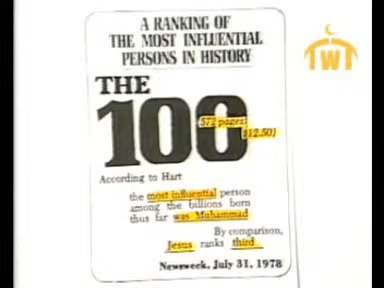 A RANKING OF
THE MOST INFLUENTIAL
PERSONS IN HISTORY
THE
100
572 pages)
$12.50)
According to Hart
the most influential person
among the billions born
thus far was Muhammad
By comparison,
Jesus ranks third
Newsweek, July 31, 1978